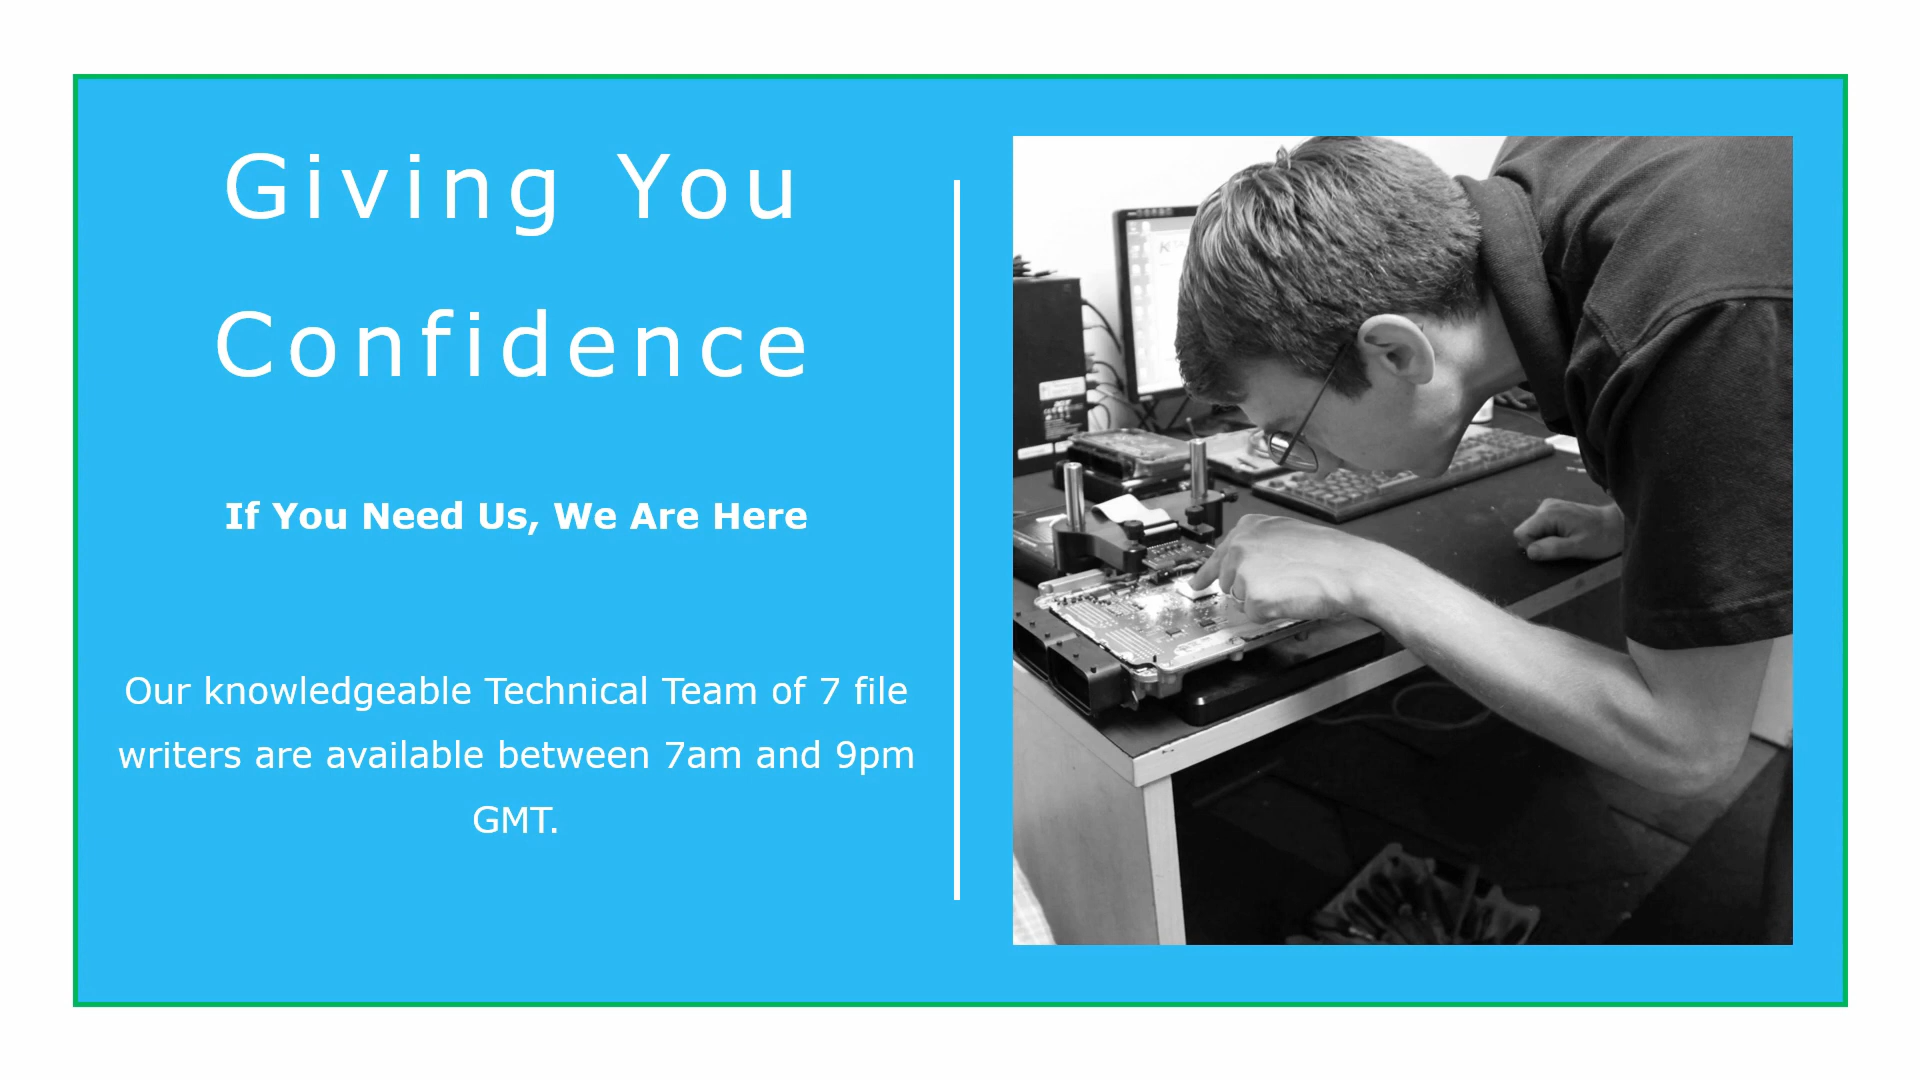 Giving You
Confidence
If You Need Us, We Are Here
Our knowledgeable Technical Team of 7 file
writers are available between 7am and 9pm
GMT.